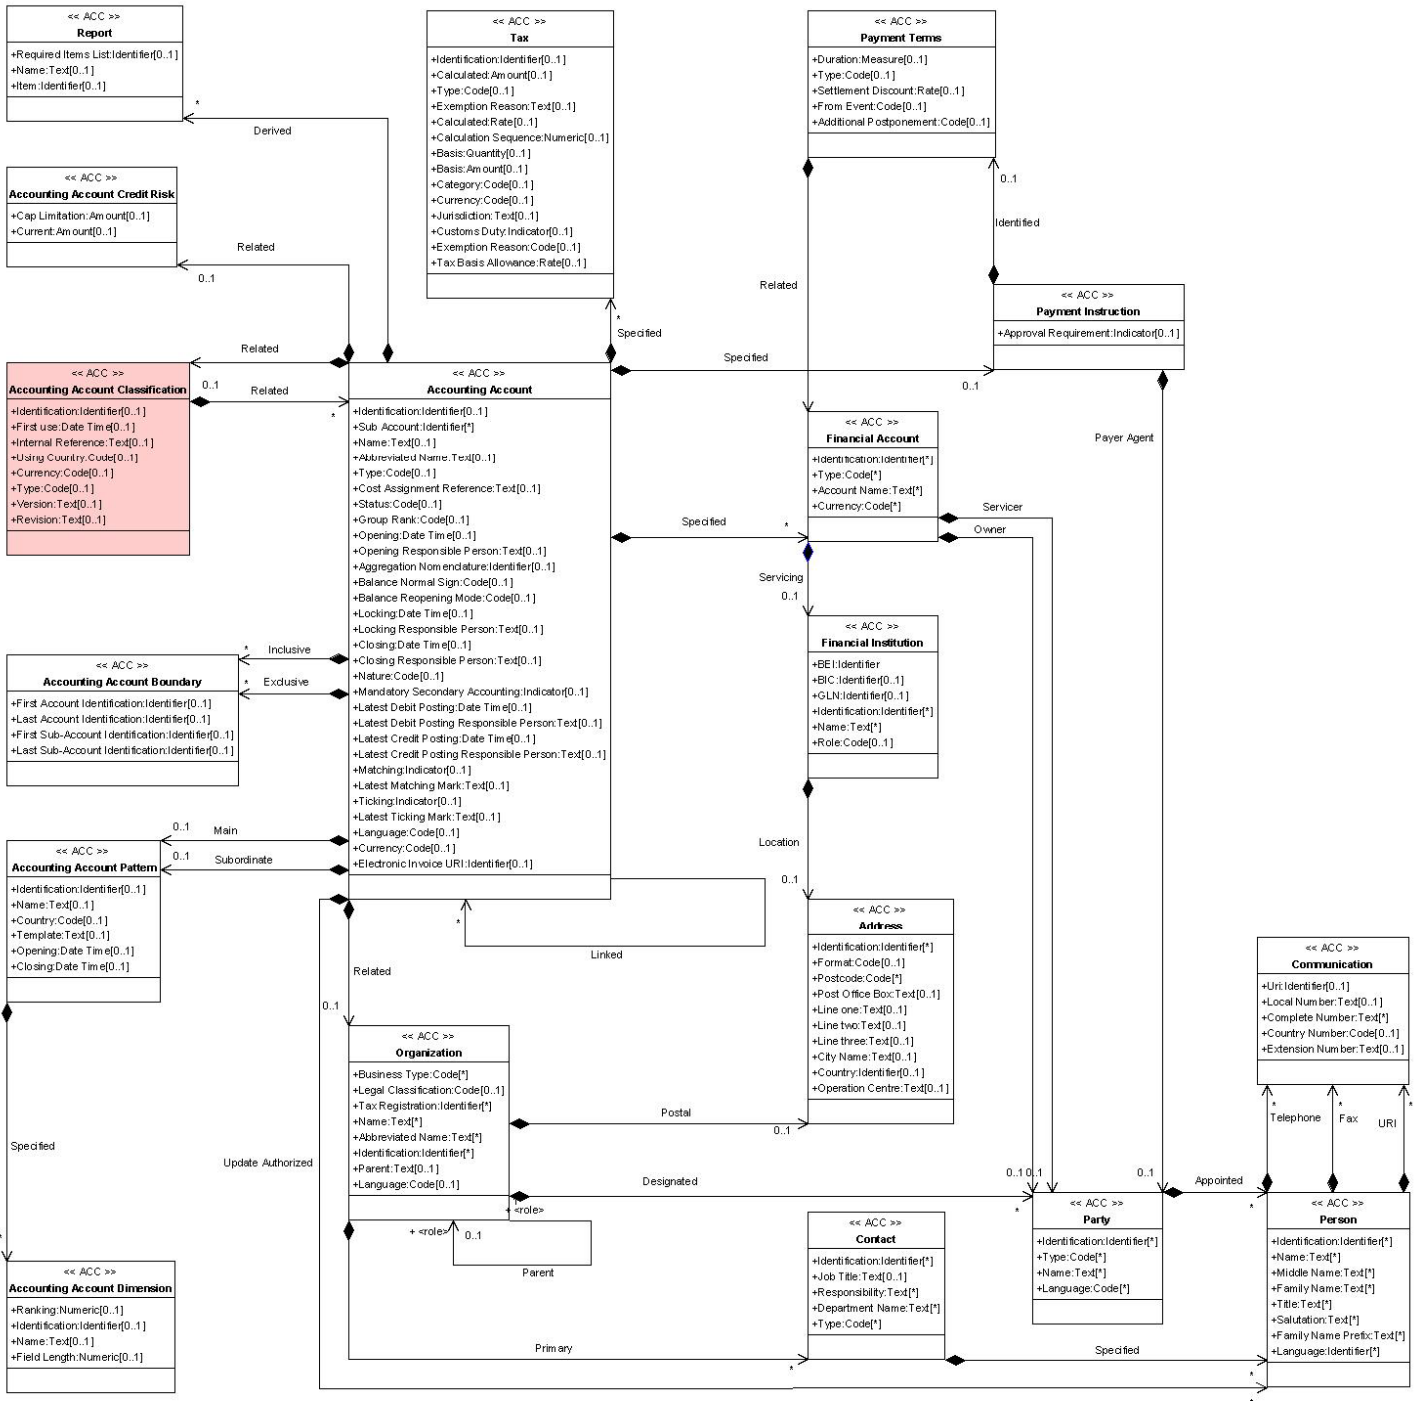 << ACC >>
Report
+Required Items List:Identifier[0..1]
+Name:Text[0..1]
+Item:Identifier[0..1]
*
Derived
<< ACC >>
Tax
+Identification:Identifier[0..1]
+Calculated:Amount[0..1]
+Type:Code[0..1]
+Exemption Reason:Text[0..1]
+Calculated:Rate[0..1]
+Calculation Sequence:Numeric[0..1]
+Basis:Quantity[0..1]
+Basis:Amount[0..1]
+Category:Code[0..1]
+Currency:Code[0..1]
+Jurisdiction:Text[0..1]
+Customs Duty:Indicator[0..1]
+Exemption Reason:Code[0..1]
+Tax Basis Allowance:Rate[0..1]
*
Specified
<< ACC >>
Payment Terms
+Duration:Measure[0..1]
+Type:Code[0..1]
+Settlement Discount:Rate[0..1]
+From Event:Code[0..1]
+Additional Postponement:Code[0..1]
0..1
Identified
Related
<< ACC >>
Accounting Account Credit Risk
+Cap Limitation:Amount[0..1]
+Current:Amount[0..1]
Related
0..1
<< ACC >>
Payment Instruction
+Approval Requirement:Indicator[0..1]
Specified
0..1
Payer Agent
Related
0..1
Related
*
<< ACC >>
Accounting Account Classification
+Identification:Identifier[0..1]
+First use:Date Time[0..1]
+Internal Reference:Text[0..1]
+Using Country:Code[0..1]
+Currency:Code[0..1]
+Type:Code[0..1]
+Version:Text[0..1]
+Revision:Text[0..1]
<< ACC >>
Accounting Account
+Identification:Identifier[0..1]
+Sub Account:Identifier[*]
+Name:Text[0..1]
+Abbreviated Name:Text[0..1]
+Type:Code[0..1]
+Cost Assignment Reference:Text[0..1]
+Status:Code[0..1]
+Group Rank:Code[0..1]
+Opening:Date Time[0..1]
+Opening Responsible Person:Text[0..1]
+Aggregation Nomenclature:Identifier[0..1]
+Balance Normal Sign:Code[0..1]
+Balance Reopening Mode:Code[0..1]
+Locking:Date Time[0..1]
+Locking Responsible Person:Text[0..1]
+Closing:Date Time[0..1]
+Closing Responsible Person:Text[0..1]
+Nature:Code[0..1]
+Mandatory Secondary Accounting:Indicator[0..1]
+Latest Debit Posting:Date Time[0..1]
+Latest Debit Posting Responsible Person:Text[0..1]
+Latest Credit Posting:Date Time[0..1]
+Latest Credit Posting Responsible Person:Text[0..1]
+Matching:Indicator[0..1]
+Latest Matching Mark:Text[0..1]
+Ticking:Indicator[0..1]
+Latest Ticking Mark:Text[0..1]
+Language:Code[0..1]
+Currency:Code[0..1]
+Electronic Invoice URI:Identifier[0..1]
<< ACC >>
Financial Account
+Identification:Identifier[*]
+Type:Code[*]
+Account Name:Text[*]
+Currency:Code[*]
Servicer
Owner
Specified
*
Servicing
0..1
<< ACC >>
Financial Institution
+BEI:Identifier
+BIC:Identifier[0..1]
+GLN:Identifier[0..1]
+Identification:Identifier[*]
+Name:Text[*]
+Role:Code[0..1]
* Inclusive
* Exclusive
<< ACC >>
Accounting Account Boundary
+First Account Identification:Identifier[0..1]
+Last Account Identification:Identifier[0..1]
+First Sub-Account Identification:Identifier[0..1]
+Last Sub-Account Identification:Identifier[0..1]
0..1 Main
0..1 Subordinate
<< ACC >>
Accounting Account Pattern
+Identification:Identifier[0..1]
+Name:Text[0..1]
+Country:Code[0..1]
+Template:Text[0..1]
+Opening:Date Time[0..1]
+Closing:Date Time[0..1]
Location
0..1
*
Linked
Related
0..1
<< ACC >>
Address
+Identification:Identifier[*]
+Format:Code[0..1]
+Postcode:Code[*]
+Post Office Box:Text[0..1]
+Line one:Text[0..1]
+Line two:Text[0..1]
+Line three:Text[0..1]
+City Name:Text[0..1]
+Country:Identifier[0..1]
+Operation Centre:Text[0..1]
<< ACC >>
Communication
+Uri:Identifier[0..1]
+Local Number:Text[0..1]
+Complete Number:Text[*]
+Country Number:Code[0..1]
+Extension Number:Text[0..1]
* * *
Telephone Fax URI
<< ACC >>
Organization
+Business Type:Code[*]
+Legal Classification:Code[0..1]
+Tax Registration:Identifier[*]
+Name:Text[*]
+Abbreviated Name:Text[*]
+Identification:Identifier[*]
+Parent:Text[0..1]
+Language:Code[0..1]
Postal
0..1
Specified
*
Update Authorized
Designated
*
0..1 0..1
0..1
Appointed
*
+ <role>
+ <role>
0..1
Parent
<< ACC >>
Accounting Account Dimension
+Ranking:Numeric[0..1]
+Identification:Identifier[0..1]
+Name:Text[0..1]
+Field Length:Numeric[0..1]
<< ACC >>
Contact
+Identification:Identifier[*]
+Job Title:Text[0..1]
+Responsibility:Text[*]
+Department Name:Text[*]
+Type:Code[*]
<< ACC >>
Party
+Identification:Identifier[*]
+Type:Code[*]
+Name:Text[*]
+Language:Code[*]
<< ACC >>
Person
+Identification:Identifier[*]
+Name:Text[*]
+Middle Name:Text[*]
+Family Name:Text[*]
+Title:Text[*]
+Salutation:Text[*]
+Family Name Prefix:Text[*]
+Language:Identifier[*]
Primary
*
Specified
*
*